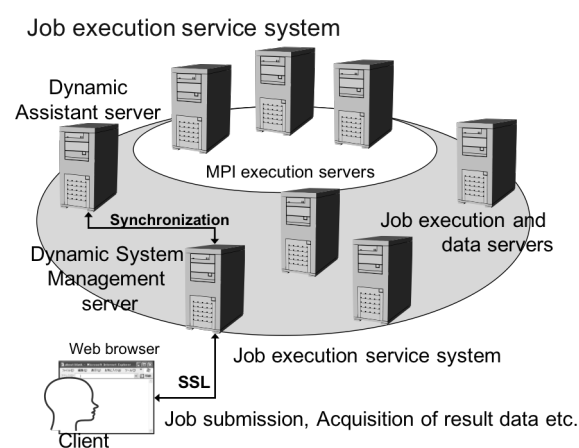 Job execution service system
Dynamic
Assistant server
MPI execution servers
Synchronization
Job execution and
data servers
Dynamic System
Management
server
Web browser
Job execution service system
SSL
Job submission, Acquisition of result data etc.
Client